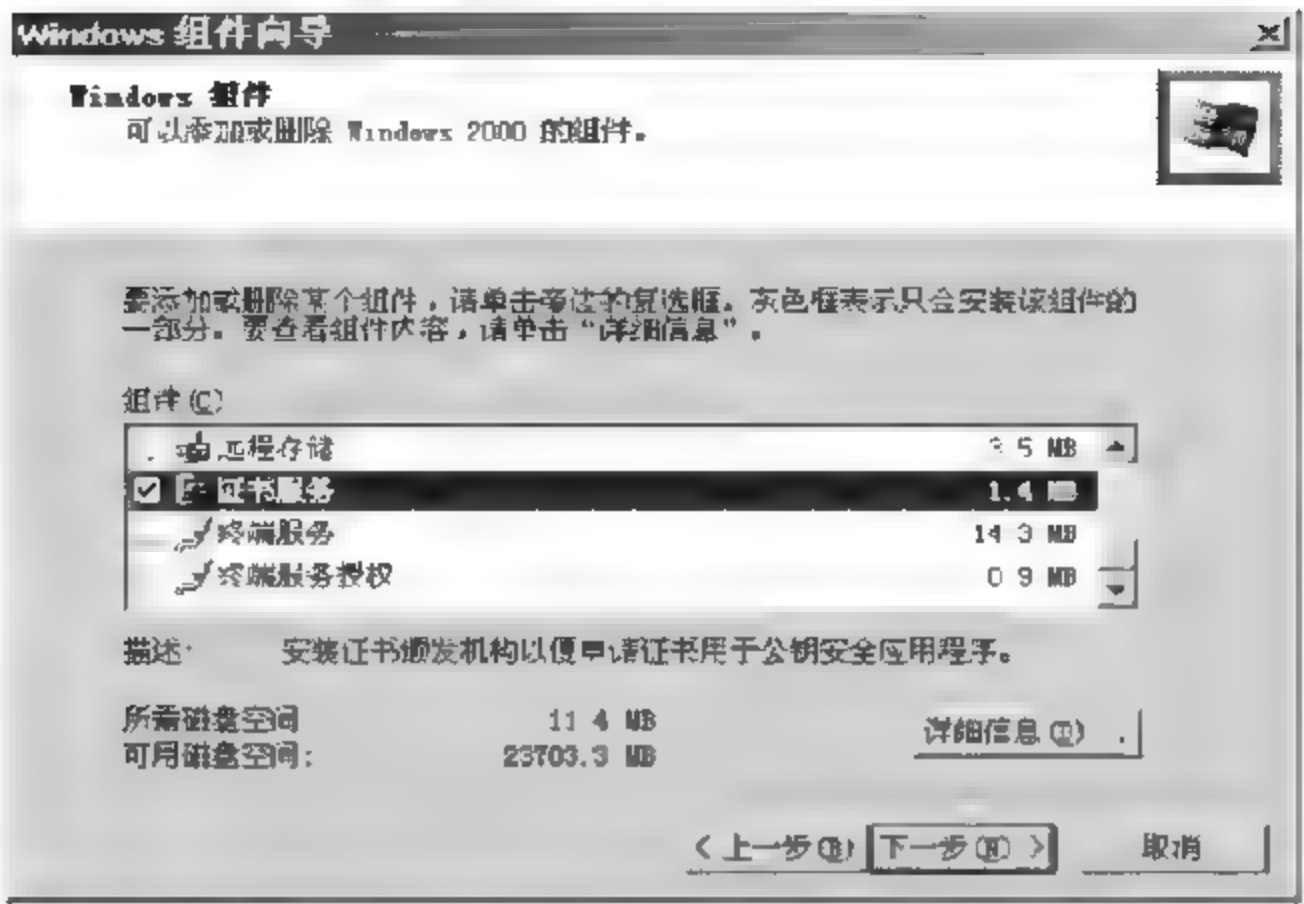 Windows 组件向导
Windows 组件
可以添加或删除 Windows 2000 的组件。
要添加或删除某个组件，请单击旁边的复选框。灰色框表示只会安装该组件的
一部分。要查看组件内容，请单击“详细信息”。
组件(C)
远程存储 3 5 MB
证书服务 1.4 MB
终端服务 14 3 MB
终端服务授权 0 9 MB
描述: 安装证书颁发机构以便申请证书用于公钥安全应用程序。
所需磁盘空间 11 4 MB
可用磁盘空间: 23703.3 MB
详细信息(D)
< 上一步(B) 下一步(N) > 取消